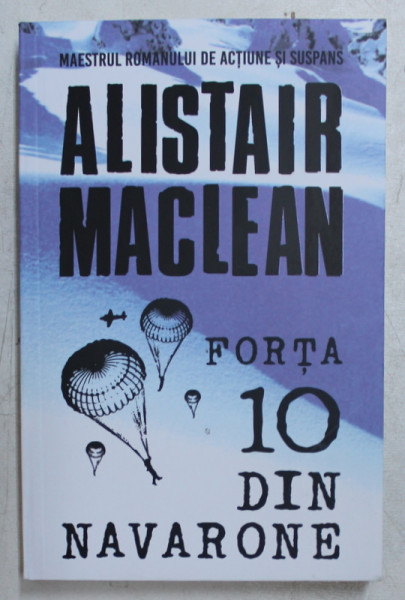 MAESTRUL ROMANULUI DE ACȚIUNE ȘI SUSPANS
ALISTAIR
MACLEAN
FORȚA
10
DIN
NAVARONE